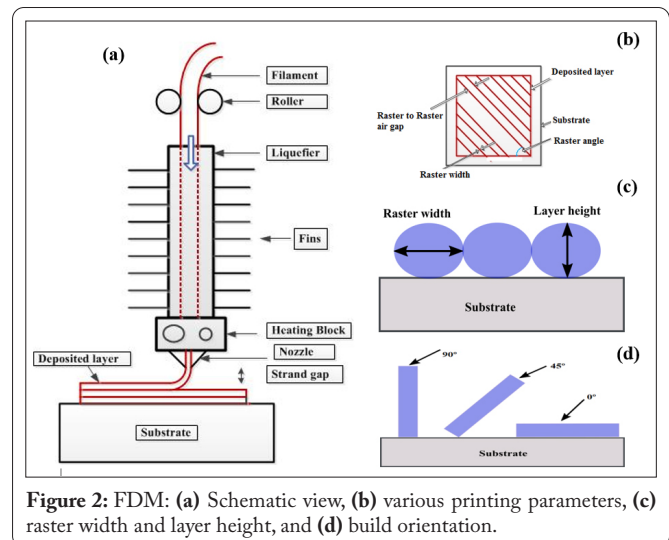 (a)
Filament
Roller
Liquefier
Fins
Heating Block
Nozzle
Strand gap
Deposited layer
Substrate
(b)
Deposited layer
Raster to Raster
air gap
Substrate
Raster angle
Raster width
(c)
Raster width
Layer height
Substrate
(d)
90°
45°
0°
Substrate
Figure 2: FDM: (a) Schematic view, (b) various printing parameters, (c)
raster width and layer height, and (d) build orientation.